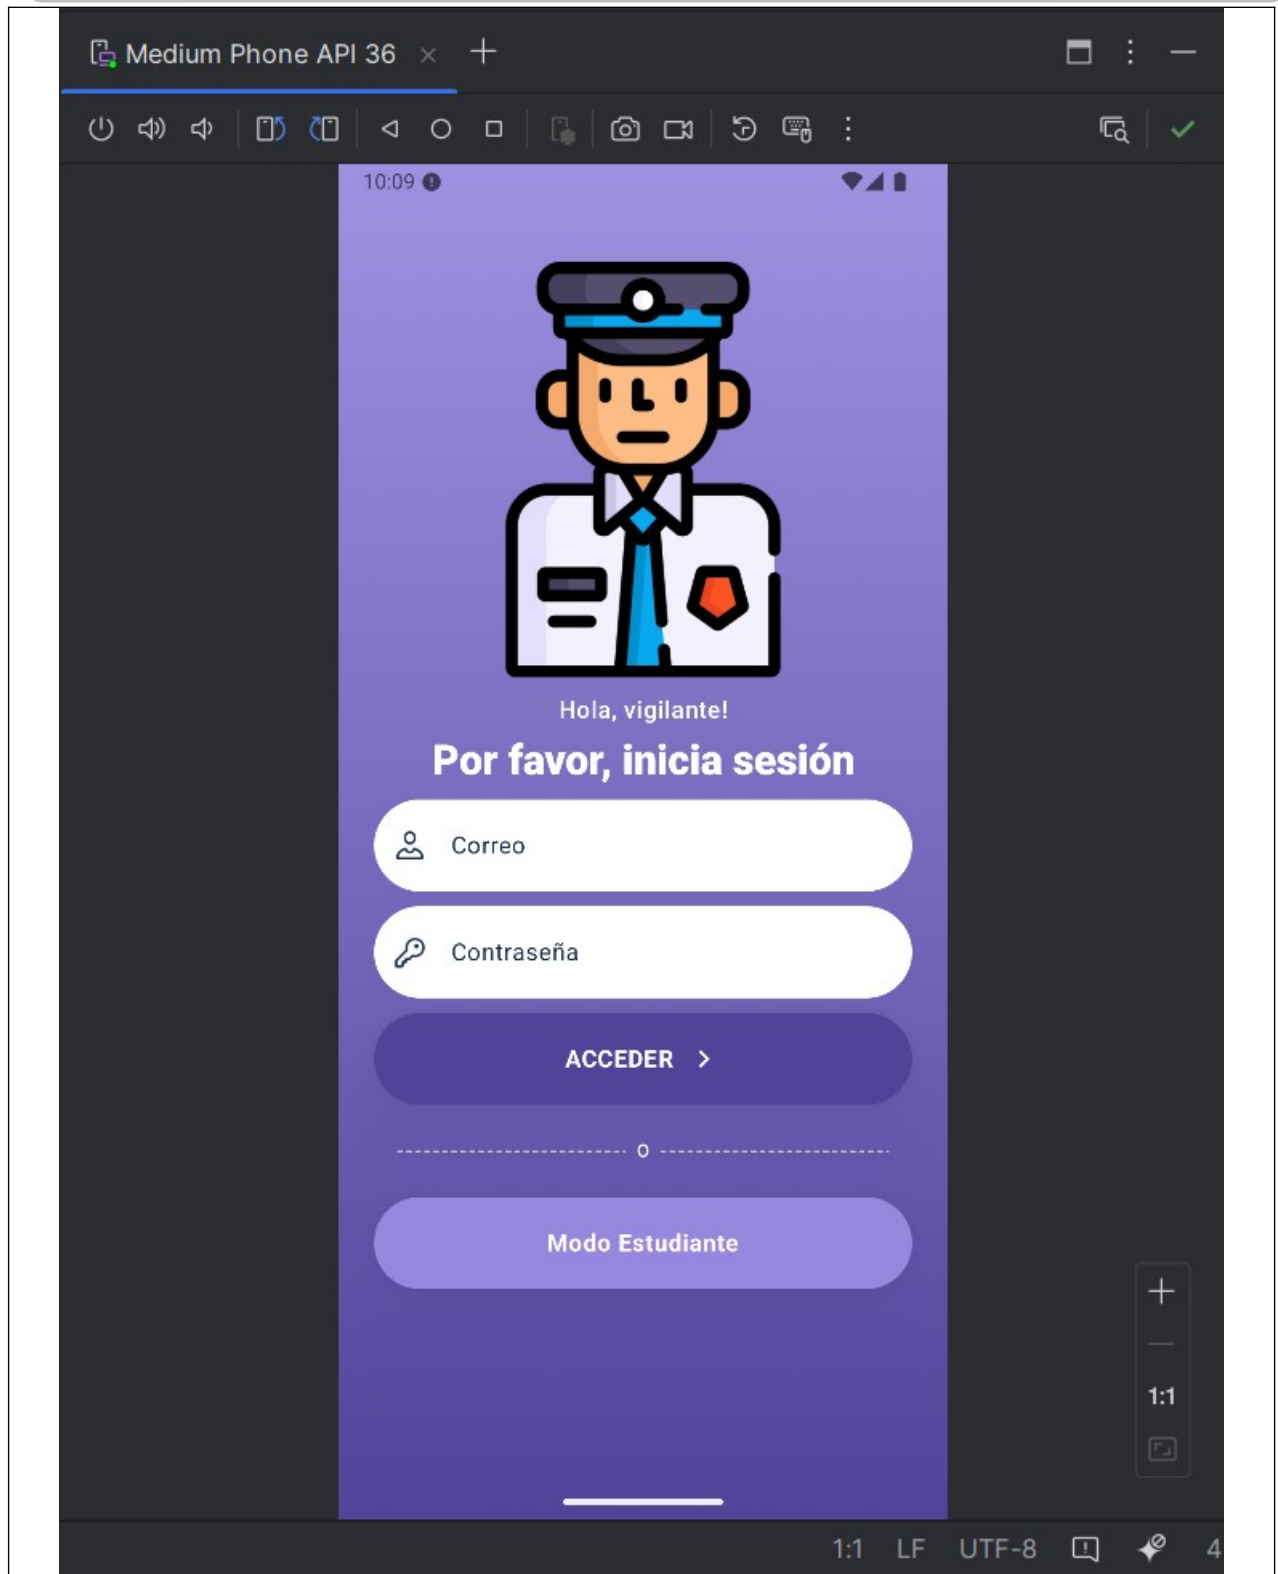 Medium Phone API 36
10:09
Hola, vigilante!
Por favor, inicia sesión
Correo
Contraseña
ACCEDER
o
Modo Estudiante
1:1
1:1 LF UTF-8 4